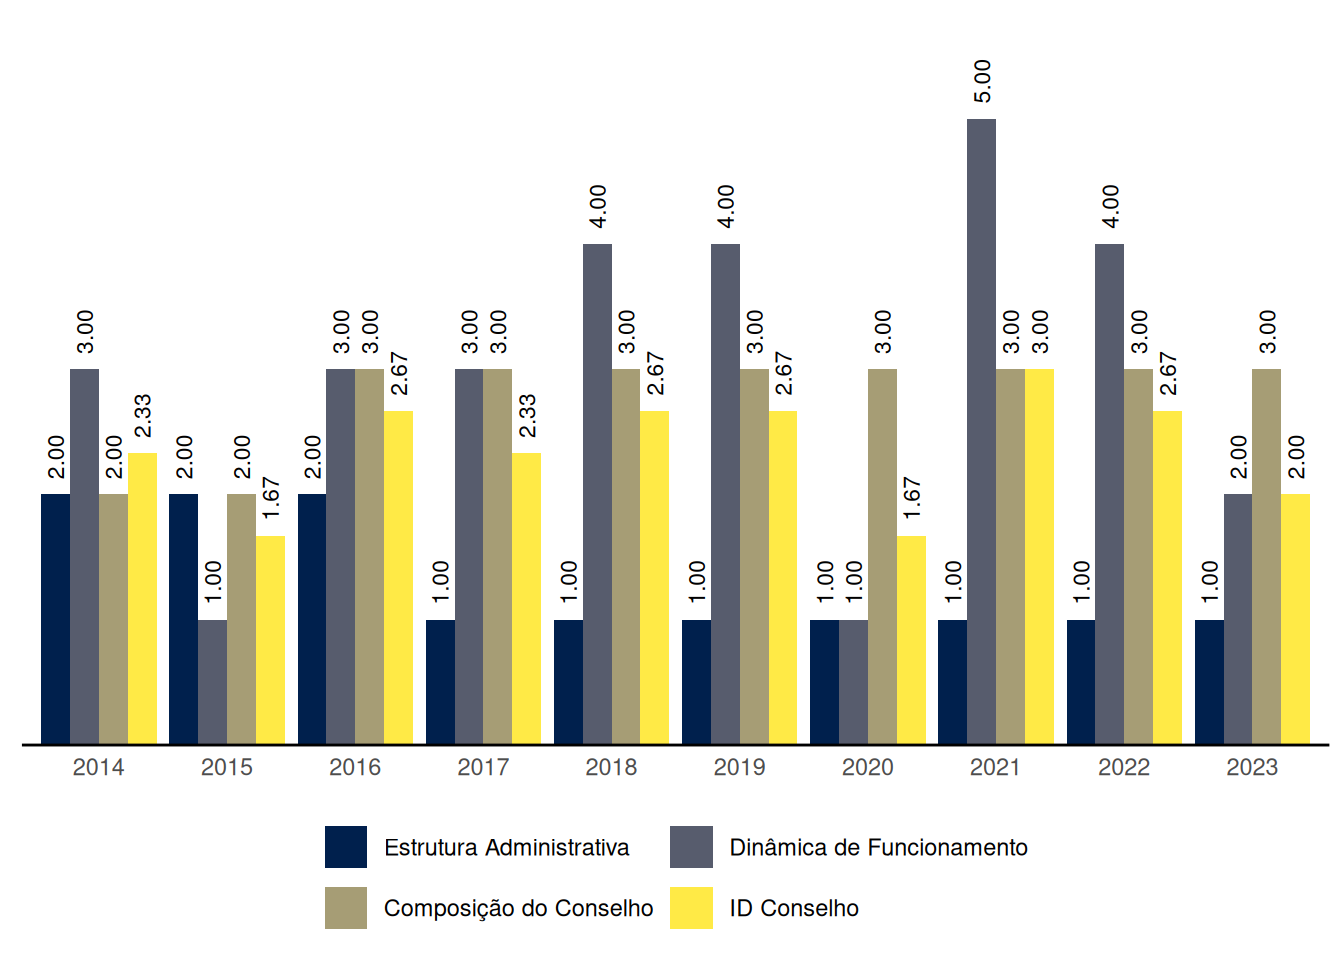 2.00 3.00 2.00 2.33 2.00 1.00 2.00 1.67 2.00 3.00 3.00 2.67 1.00 3.00 3.00 2.33 1.00 4.00 3.00 2.67 1.00 4.00 3.00 2.67 1.00 1.00 3.00 1.67 1.00 5.00 3.00 3.00 1.00 4.00 3.00 2.67 1.00 2.00 3.00 2.00
2014 2015 2016 2017 2018 2019 2020 2021 2022 2023
Estrutura Administrativa Dinâmica de Funcionamento
Composição do Conselho ID Conselho